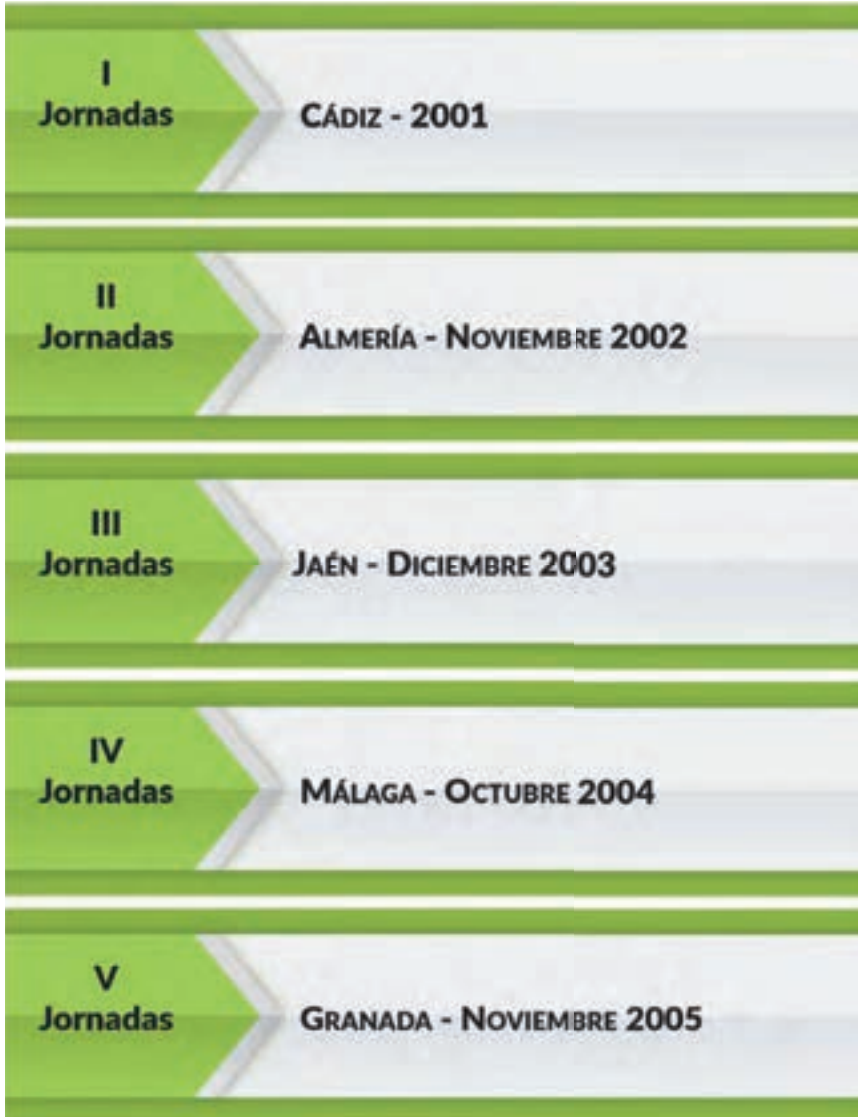 I
Jornadas
CÁDIZ - 2001
II
Jornadas
ALMERÍA - NOVIEMBRE 2002
III
Jornadas
JAÉN - DICIEMBRE 2003
IV
Jornadas
MÁLAGA - OCTUBRE 2004
V
Jornadas
GRANADA - NOVIEMBRE 2005